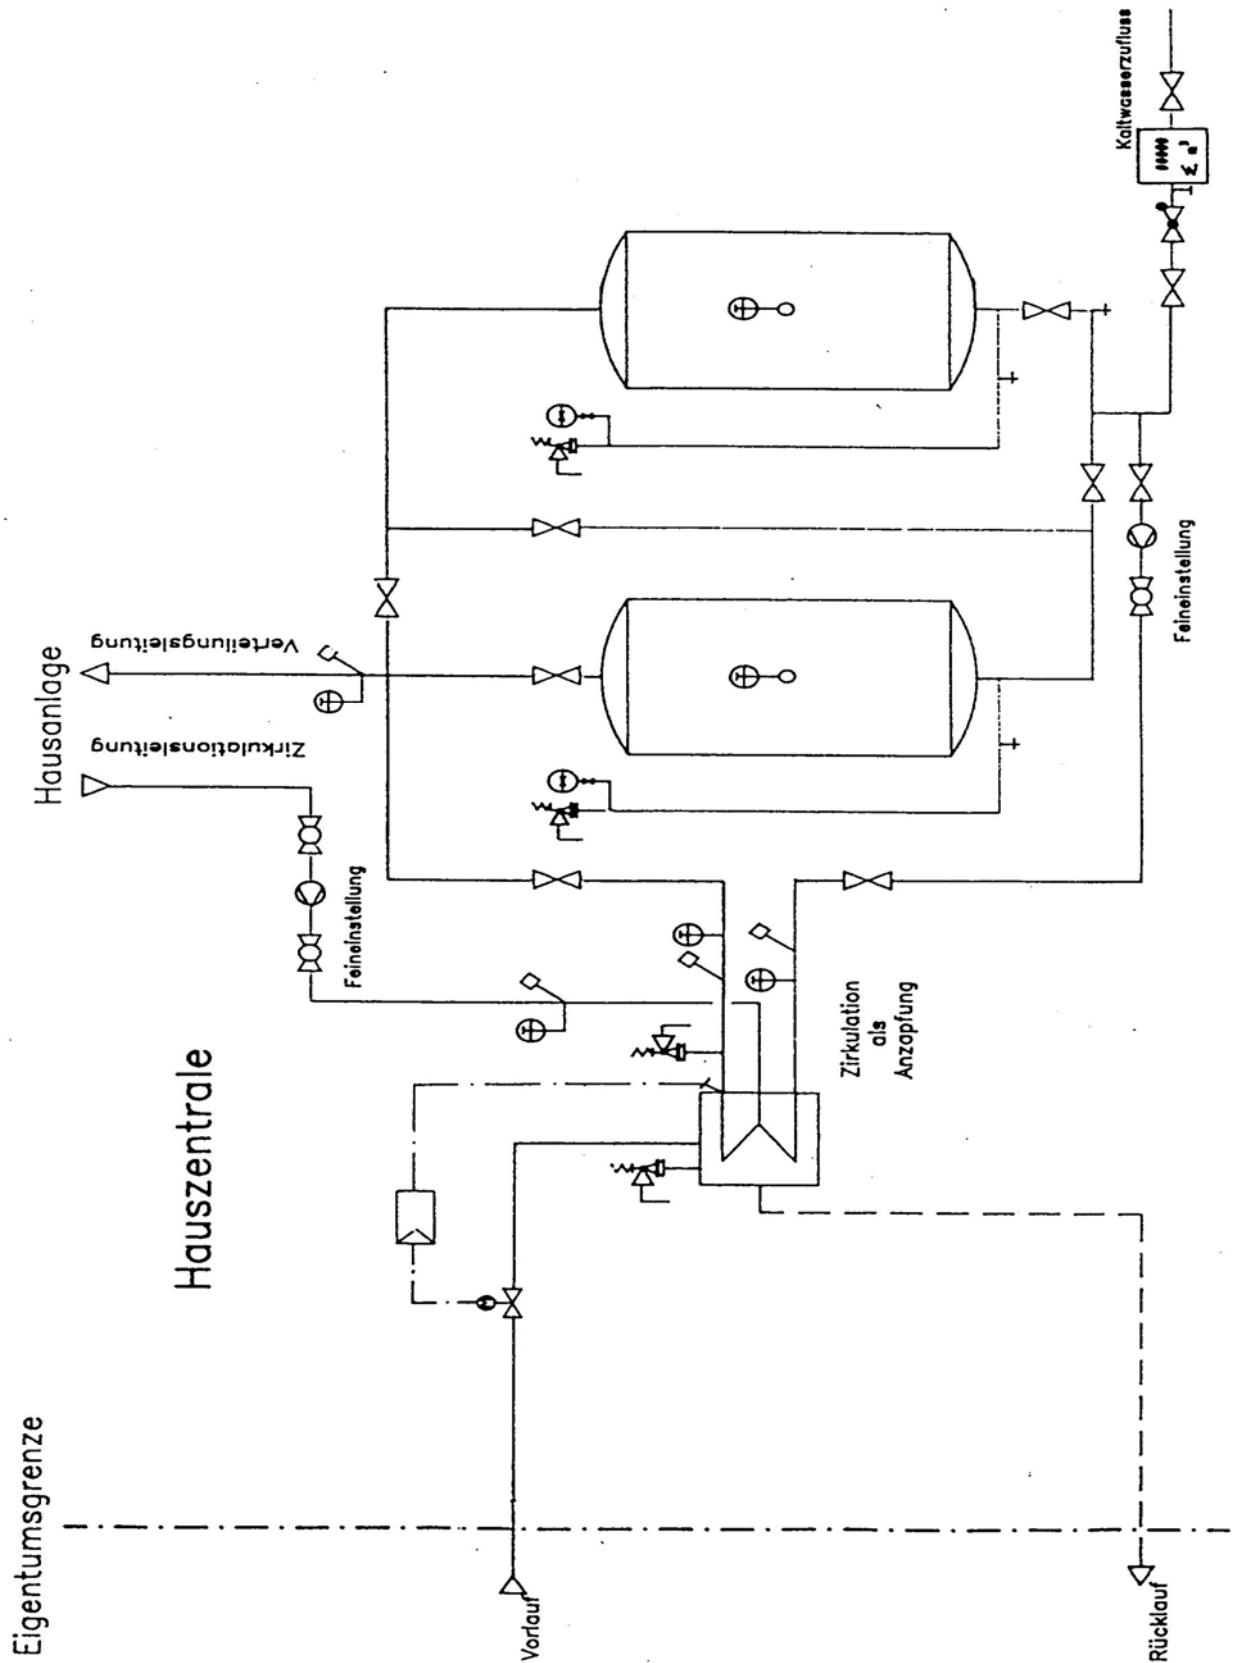 Eigentumsgrenze
Hauszentrale
Hausanlage
Zirkulationsleitung
Verteilungsleitung
Feineinstellung
Kaltwasserzufluss
Zirkulation
als
Anzapfung
Feineinstellung
Vorlauf
Rücklauf